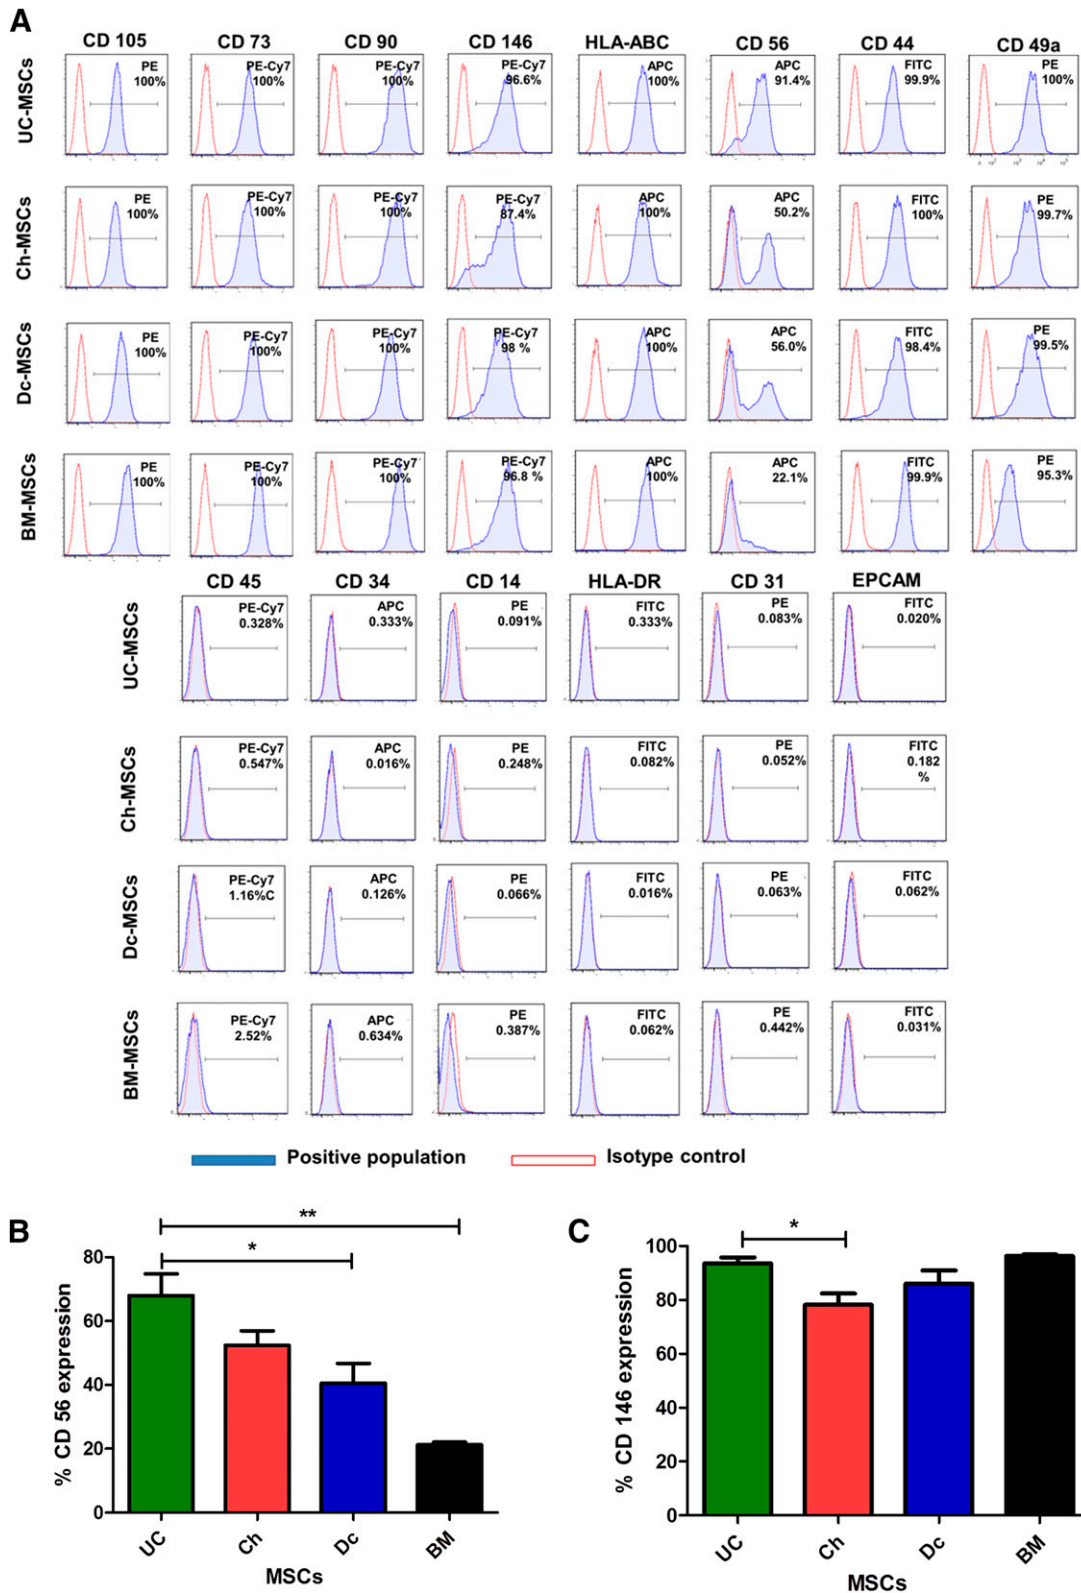 A
CD 105 CD 73 CD 90 CD 146 HLA-ABC CD 56 CD 44 CD 49a
UC-MSCs
PE PE-Cy7 PE-Cy7 PE-Cy7 APC APC FITC PE
100% 100% 100% 96.6% 100% 91.4% 99.9% 100%
Ch-MSCs
PE PE-Cy7 PE-Cy7 PE-Cy7 APC APC FITC PE
100% 100% 100% 87.4% 100% 50.2% 100% 99.7%
Dc-MSCs
PE PE-Cy7 PE-Cy7 PE-Cy7 APC APC FITC PE
100% 100% 100% 98 % 100% 56.0% 98.4% 99.5%
BM-MSCs
PE PE-Cy7 PE-Cy7 PE-Cy7 APC APC FITC PE
100% 100% 100% 96.8 % 100% 22.1% 99.9% 95.3%
CD 45 CD 34 CD 14 HLA-DR CD 31 EPCAM
UC-MSCs
PE-Cy7 APC PE FITC PE FITC
0.328% 0.333% 0.091% 0.333% 0.083% 0.020%
Ch-MSCs
PE-Cy7 APC PE FITC PE FITC
0.547% 0.016% 0.248% 0.082% 0.052% 0.182
%
Dc-MSCs
PE-Cy7 APC PE FITC PE FITC
1.16%C 0.126% 0.066% 0.016% 0.063% 0.062%
BM-MSCs
PE-Cy7 APC PE FITC PE FITC
2.52% 0.634% 0.387% 0.062% 0.442% 0.031%
Positive population Isotype control
B
**
*
80
60
40
20
0
% CD 56 expression
UC Ch Dc BM
MSCs
C
*
100
80
60
40
20
0
% CD 146 expression
UC Ch Dc BM
MSCs